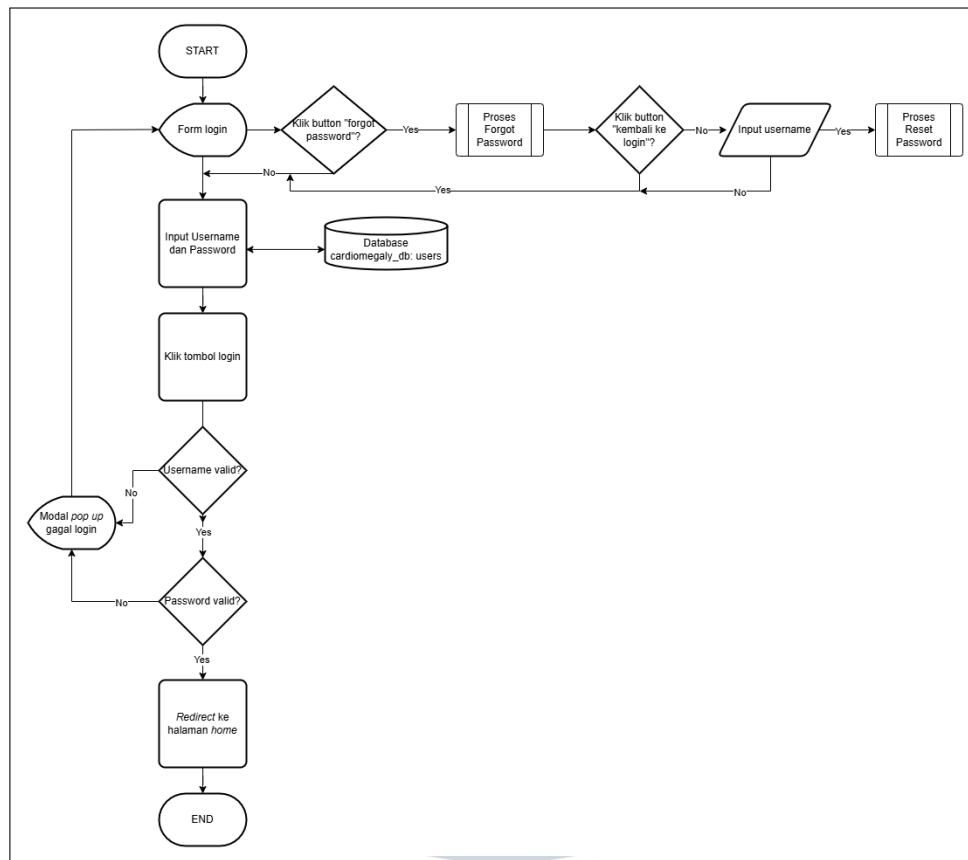 START
Form login
Klik button "forgot
password"?
Yes
Proses
Forgot
Password
Klik button
"kembali ke
login"?
No
Input username
Yes
Proses
Reset
Password
No
Yes
No
Input Username
dan Password
Database
cardiomegaly_db: users
Klik tombol login
Username valid?
No
Modal pop up
gagal login
Yes
Password valid?
No
Yes
Redirect ke
halaman home
END